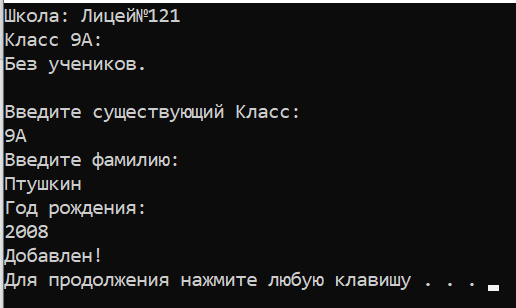 Школа: Лицей№121
Класс 9А:
Без учеников.
Введите существующий Класс:
9А
Введите фамилию:
Птушкин
Год рождения:
2008
Добавлен!
Для продолжения нажмите любую клавишу . . .